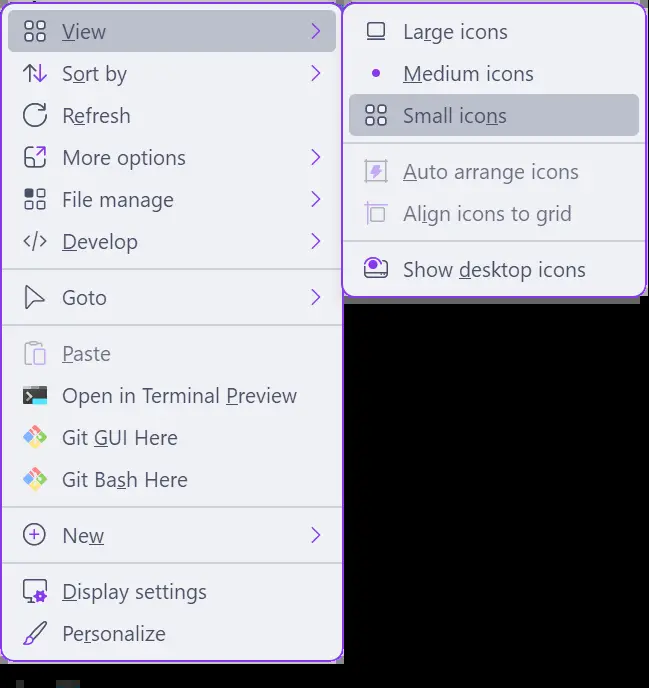 View
Sort by
Refresh
More options
File manage
Develop
Goto
Paste
Open in Terminal Preview
Git GUI Here
Git Bash Here
New
Display settings
Personalize
Large icons
Medium icons
Small icons
Auto arrange icons
Align icons to grid
Show desktop icons